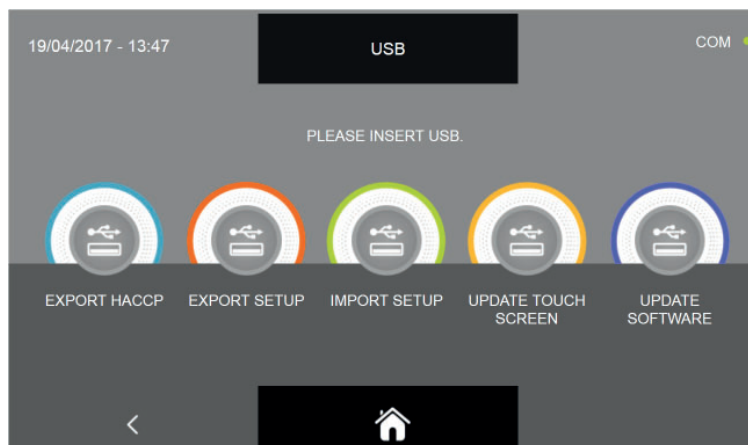 19/04/2017 - 13:47
USB
COM
PLEASE INSERT USB.
EXPORT HACCP
EXPORT SETUP
IMPORT SETUP
UPDATE TOUCH
SCREEN
UPDATE
SOFTWARE